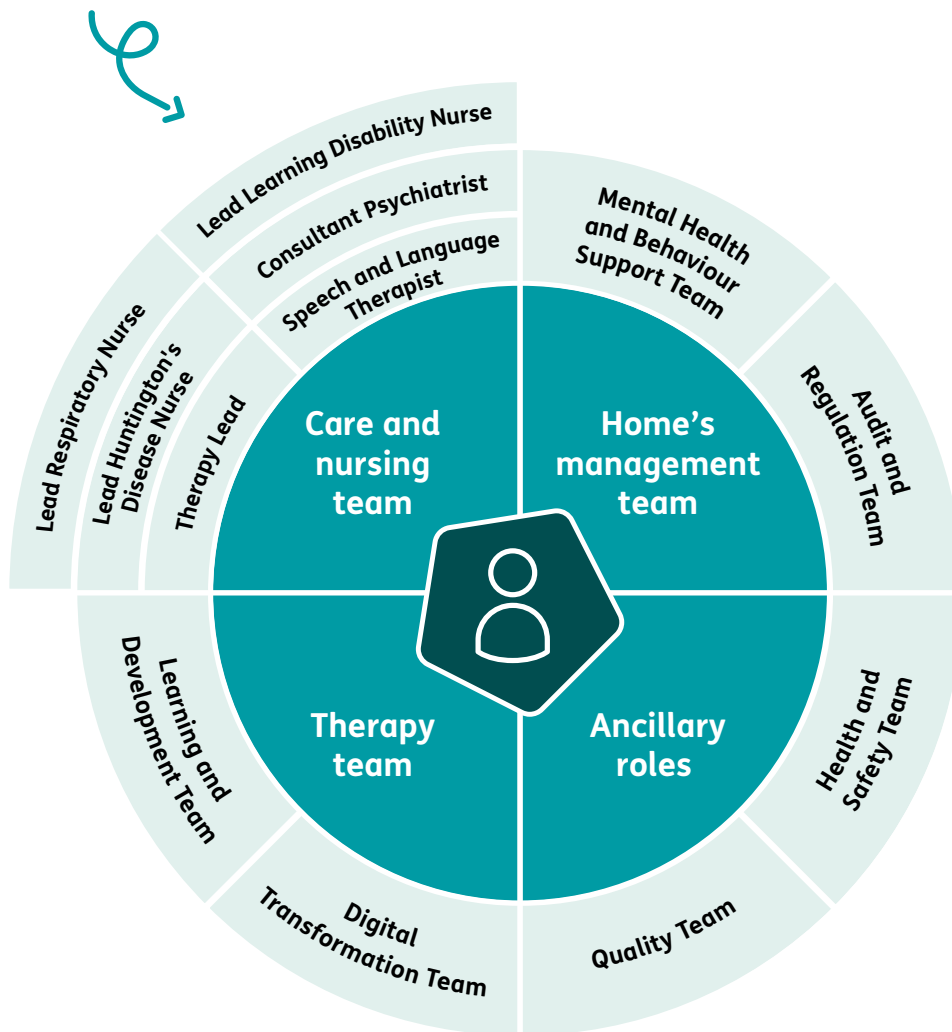 Lead Learning Disability Nurse
Consultant Psychiatrist
Speech and Language
Therapist
Lead Respiratory Nurse
Lead Huntington's
Disease Nurse
Therapy Lead
Mental Health
and Behaviour
Support Team
Audit and
Regulation Team
Care and
nursing
team
Home’s
management
team
Therapy
team
Ancillary
roles
Learning and
Development Team
Digital
Transformation Team
Quality Team
Health and
Safety Team